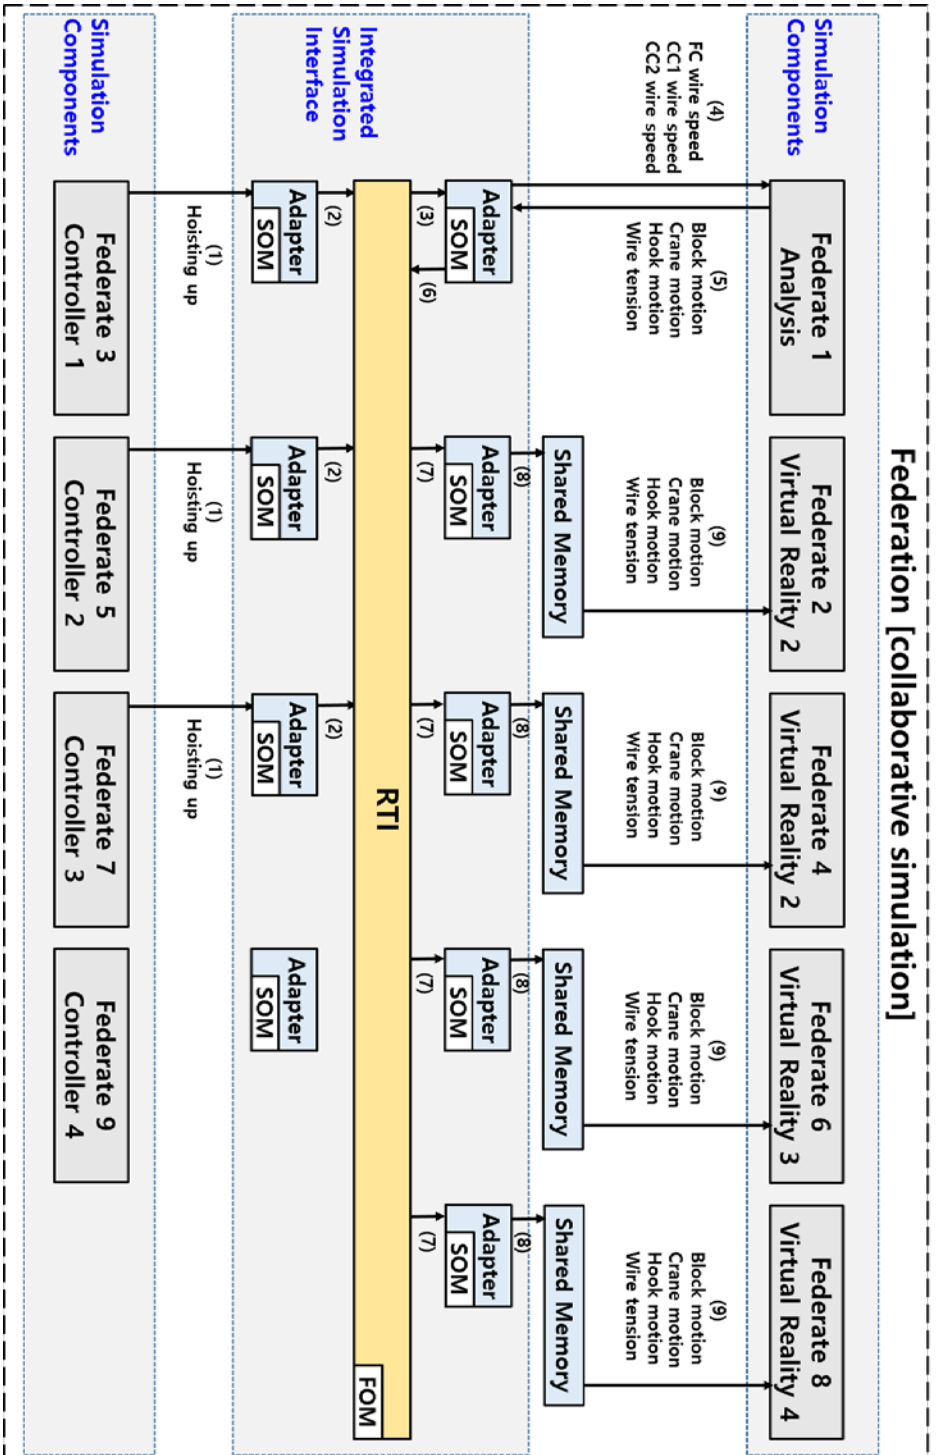 Federation [collaborative simulation]
Simulation
Components
Federate 1
Analysis
Federate 2
Virtual Reality 2
Federate 4
Virtual Reality 2
Federate 6
Virtual Reality 3
Federate 8
Virtual Reality 4
(4)
FC wire speed
CC1 wire speed
CC2 wire speed
(5)
Block motion
Crane motion
Hook motion
Wire tension
(9)
Block motion
Crane motion
Hook motion
Wire tension
(9)
Block motion
Crane motion
Hook motion
Wire tension
(9)
Block motion
Crane motion
Hook motion
Wire tension
(9)
Block motion
Crane motion
Hook motion
Wire tension
Shared Memory
Shared Memory
Shared Memory
Shared Memory
(8)
(8)
(8)
(8)
Adapter
SOM
Adapter
SOM
Adapter
SOM
Adapter
SOM
Adapter
SOM
(3)
(6)
(7)
(7)
(7)
(7)
Integrated
Simulation
Interface
RTI
FOM
(2)
(2)
(2)
Adapter
SOM
Adapter
SOM
Adapter
SOM
Adapter
SOM
(1)
Hoisting up
(1)
Hoisting up
(1)
Hoisting up
Simulation
Components
Federate 3
Controller 1
Federate 5
Controller 2
Federate 7
Controller 3
Federate 9
Controller 4